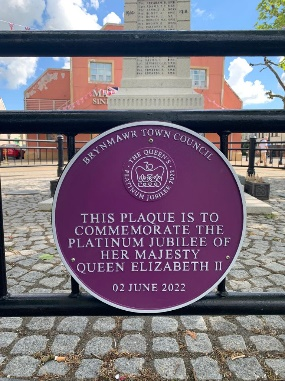 BRYNMAWR TOWN COUNCIL
THE QUEEN'S
PLATINUM JUBILEE 2022
THIS PLAQUE IS TO
COMMEMORATE THE
PLATINUM JUBILEE OF
HER MAJESTY
QUEEN ELIZABETH II
02 JUNE 2022